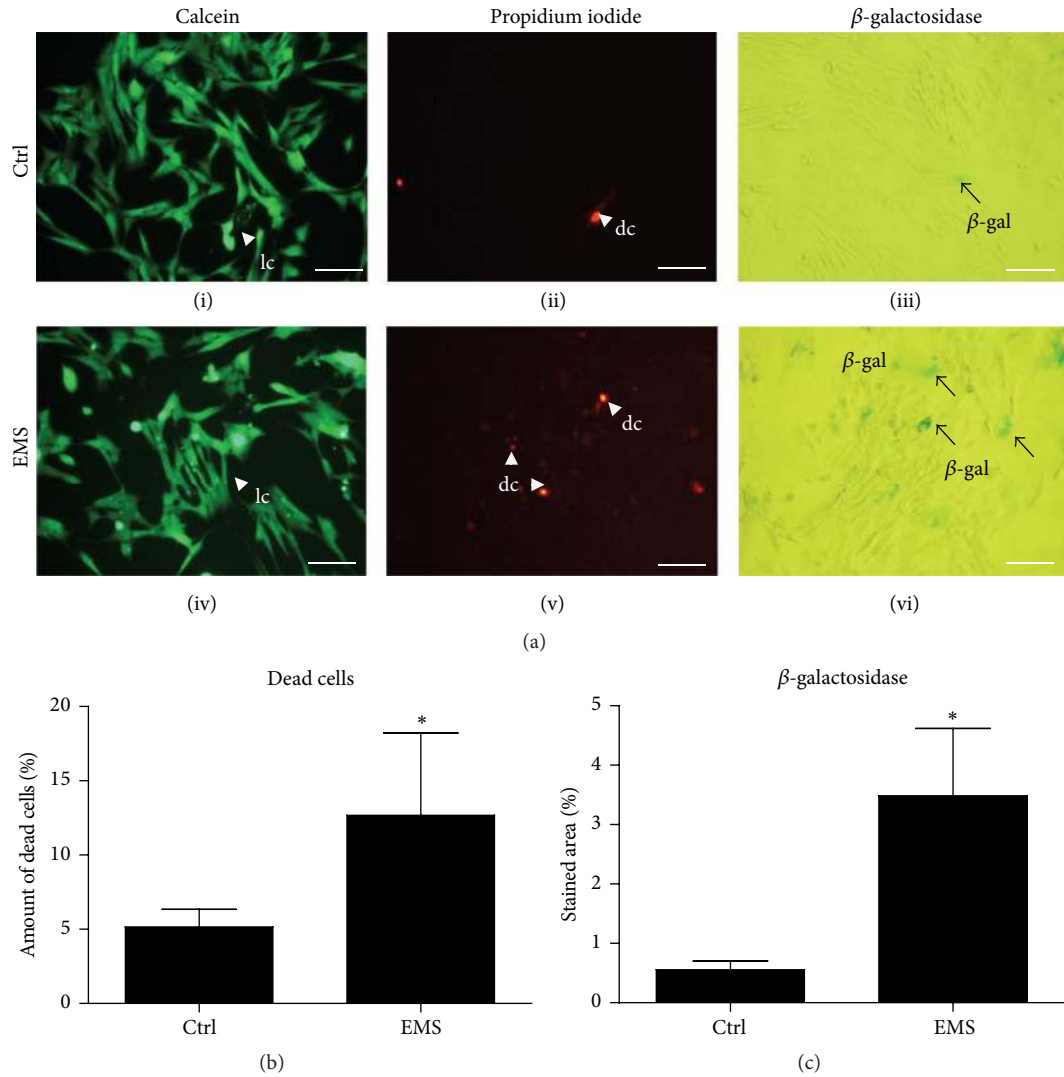 Calcein
Propidium iodide
β-galactosidase
Ctrl
lc
dc
β-gal
(i)
(ii)
(iii)
EMS
lc
dc
dc
β-gal
β-gal
(iv)
(v)
(vi)
(a)
Dead cells
Amount of dead cells (%)
20
15
10
5
0
*
Ctrl
EMS
(b)
β-galactosidase
Stained area (%)
5
4
3
2
1
0
*
Ctrl
EMS
(c)